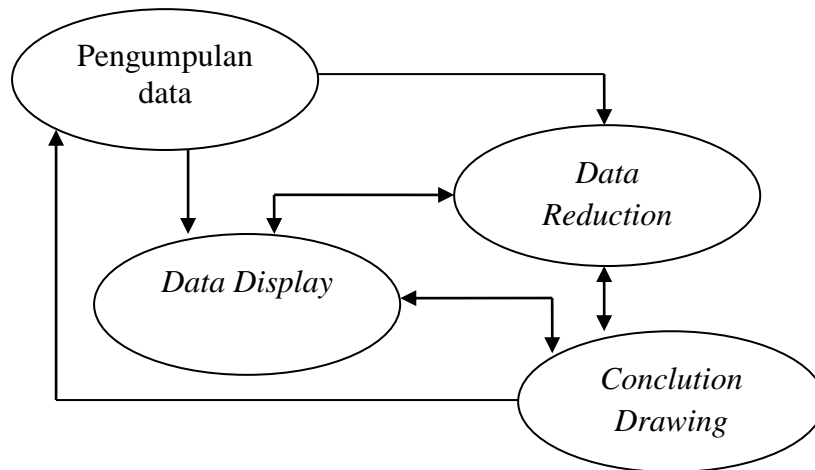 Pengumpulan
data
Data
Reduction
Data Display
Conclution
Drawing